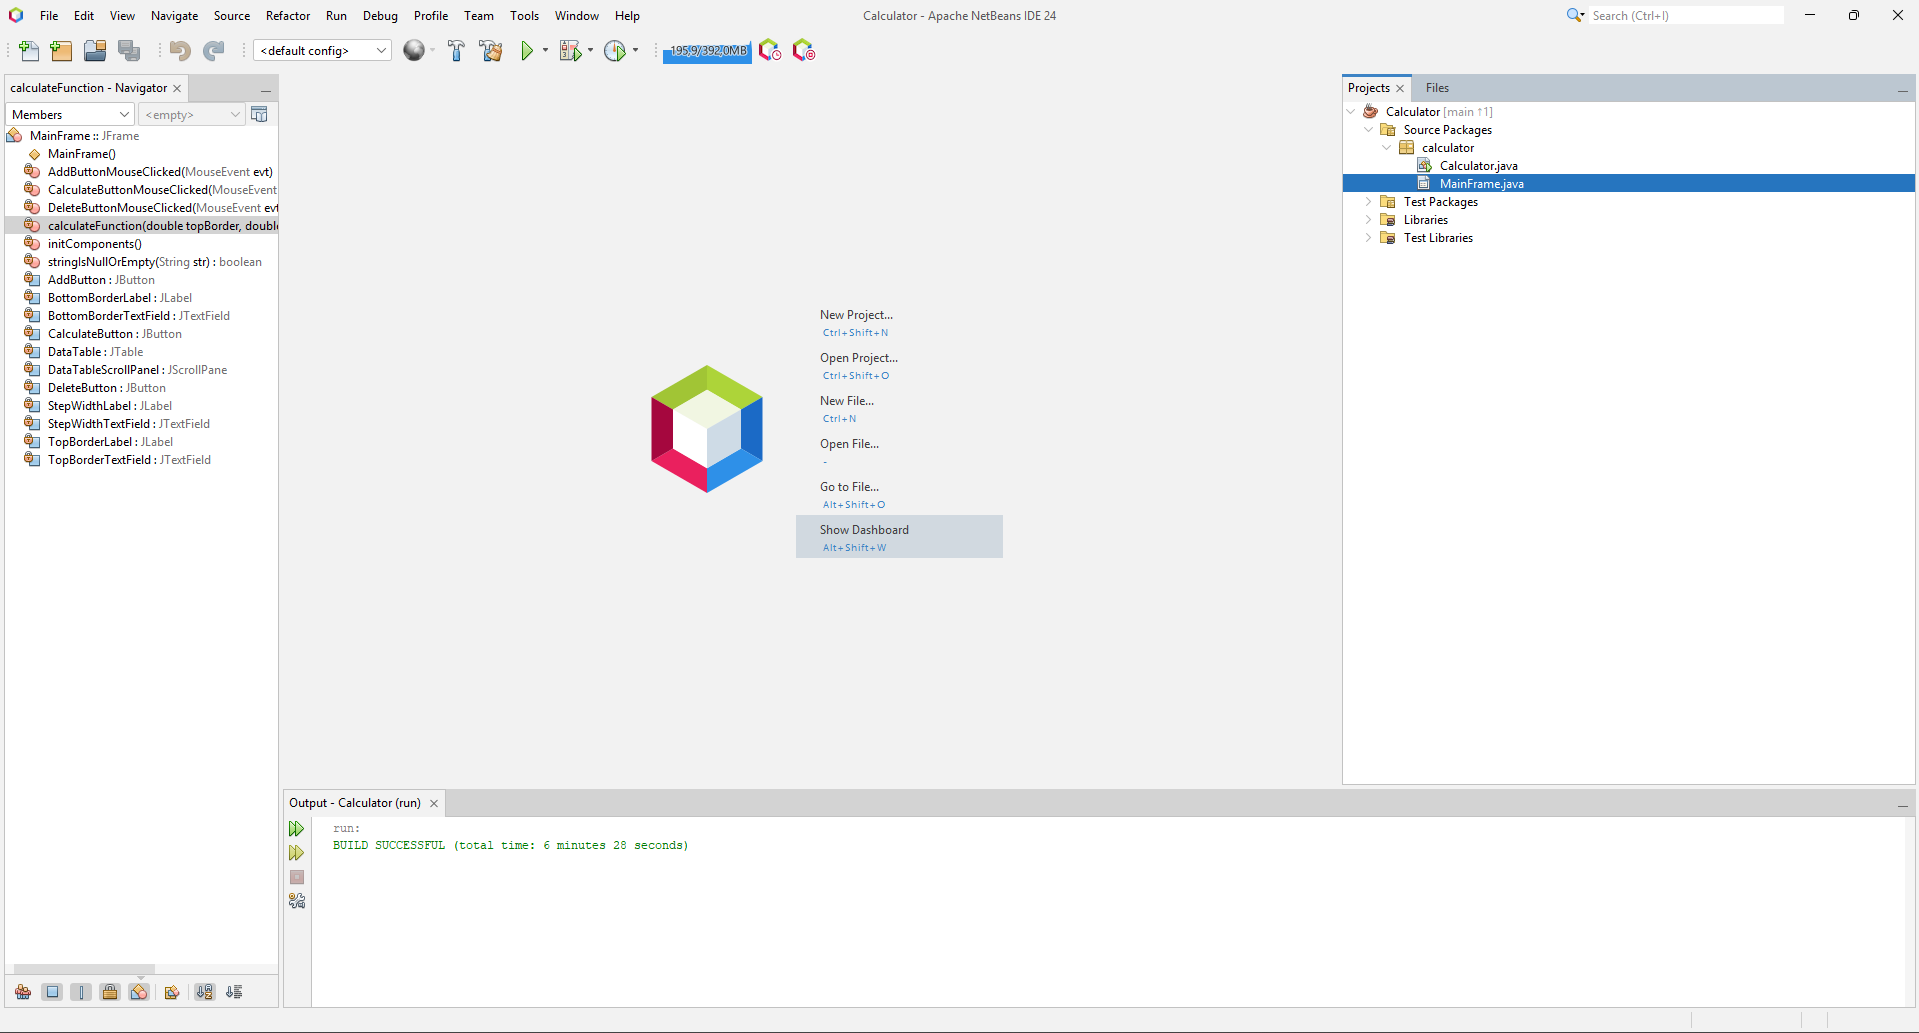 File Edit View Navigate Source Refactor Run Debug Profile Team Tools Window Help
Calculator - Apache NetBeans IDE 24
Search (Ctrl+I)
<default config>
195,9/392,0MB
calculateFunction - Navigator
Members
<empty>
MainFrame :: JFrame
MainFrame()
AddButtonMouseClicked(MouseEvent evt)
CalculateButtonMouseClicked(MouseEvent
DeleteButtonMouseClicked(MouseEvent evt
calculateFunction(double topBorder, double
initComponents()
stringIsNullOrEmpty(String str) : boolean
AddButton : JButton
BottomBorderLabel : JLabel
BottomBorderTextField : JTextField
CalculateButton : JButton
DataTable : JTable
DataTableScrollPanel : JScrollPane
DeleteButton : JButton
StepWidthLabel : JLabel
StepWidthTextField : JTextField
TopBorderLabel : JLabel
TopBorderTextField : JTextField
New Project...
Ctrl+Shift+N
Open Project...
Ctrl+Shift+O
New File...
Ctrl+N
Open File...
-
Go to File...
Alt+Shift+O
Show Dashboard
Alt+Shift+W
Projects
Files
Calculator [main ↑1]
Source Packages
calculator
Calculator.java
MainFrame.java
Test Packages
Libraries
Test Libraries
Output - Calculator (run)
run:
BUILD SUCCESSFUL (total time: 6 minutes 28 seconds)